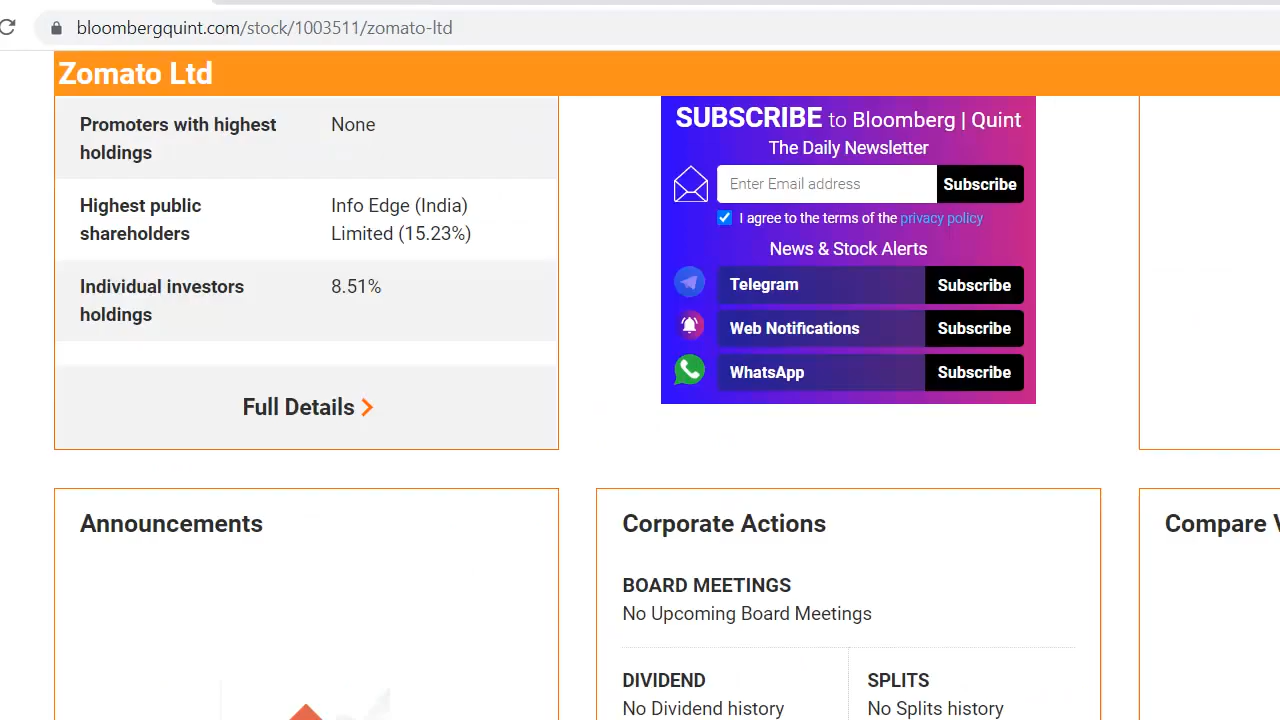 bloombergquint.com/stock/1003511/zomato-ltd
Zomato Ltd
Promoters with highest
holdings
None
Highest public
shareholders
Info Edge (India)
Limited (15.23%)
Individual investors
holdings
8.51%
Full Details
SUBSCRIBE to Bloomberg | Quint
The Daily Newsletter
Enter Email address
Subscribe
I agree to the terms of the privacy policy
News & Stock Alerts
Telegram
Subscribe
Web Notifications
Subscribe
WhatsApp
Subscribe
Announcements
Corporate Actions
BOARD MEETINGS
No Upcoming Board Meetings
DIVIDEND
No Dividend history
SPLITS
No Splits history
Compare V